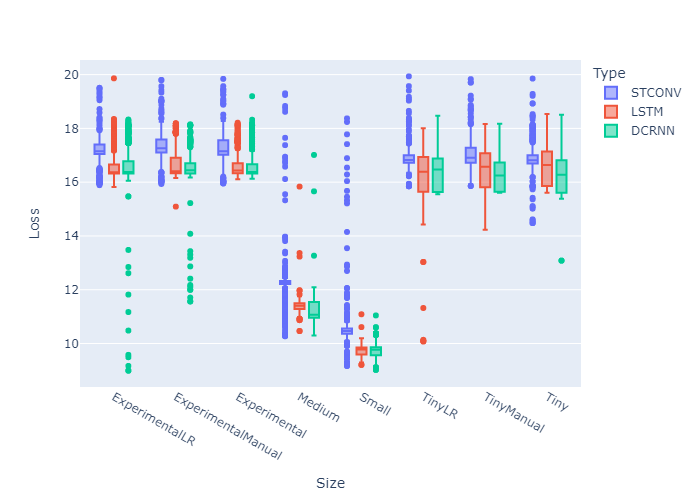 Type
STCONV
LSTM
DCRNN
Loss
20
18
16
14
12
10
ExperimentalLR
ExperimentalManual
Experimental
Medium
Small
TinyLR
TinyManual
Tiny
Size